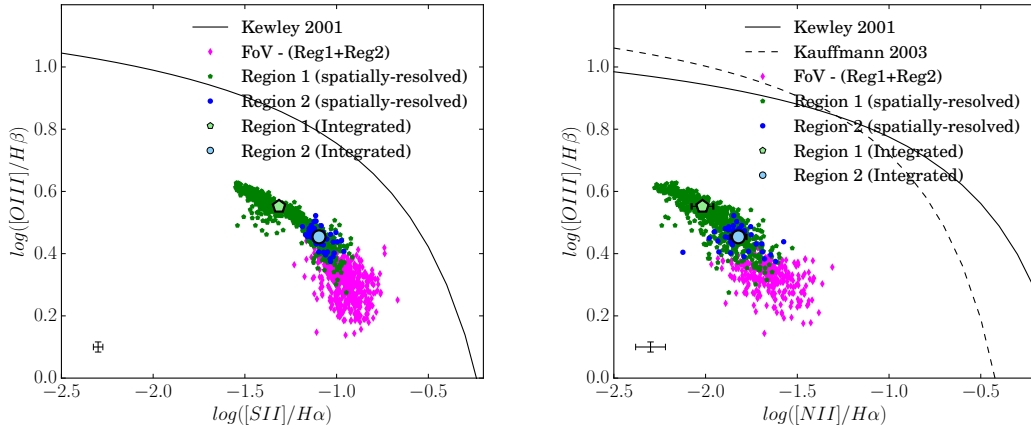 Kewley 2001
FoV - (Reg1+Reg2)
Region 1 (spatially-resolved)
Region 2 (spatially-resolved)
Region 1 (Integrated)
Region 2 (Integrated)
log([OIII]/Hβ)
1.0
0.8
0.6
0.4
0.2
0.0
−2.5 −2.0 −1.5 −1.0 −0.5
log([SII]/Hα)
Kewley 2001
Kauffmann 2003
FoV - (Reg1+Reg2)
Region 1 (spatially-resolved)
Region 2 (spatially-resolved)
Region 1 (Integrated)
Region 2 (Integrated)
log([OIII]/Hβ)
1.0
0.8
0.6
0.4
0.2
0.0
−2.5 −2.0 −1.5 −1.0 −0.5
log([NII]/Hα)